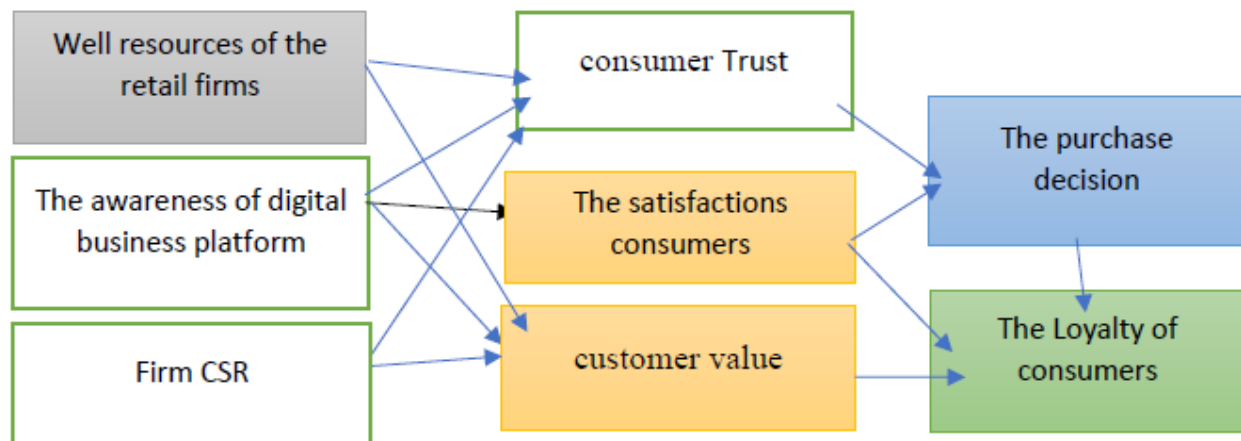 Well resources of the
retail firms
The awareness of digital
business platform
Firm CSR
consumer Trust
The satisfactions
consumers
customer value
The purchase
decision
The Loyalty of
consumers